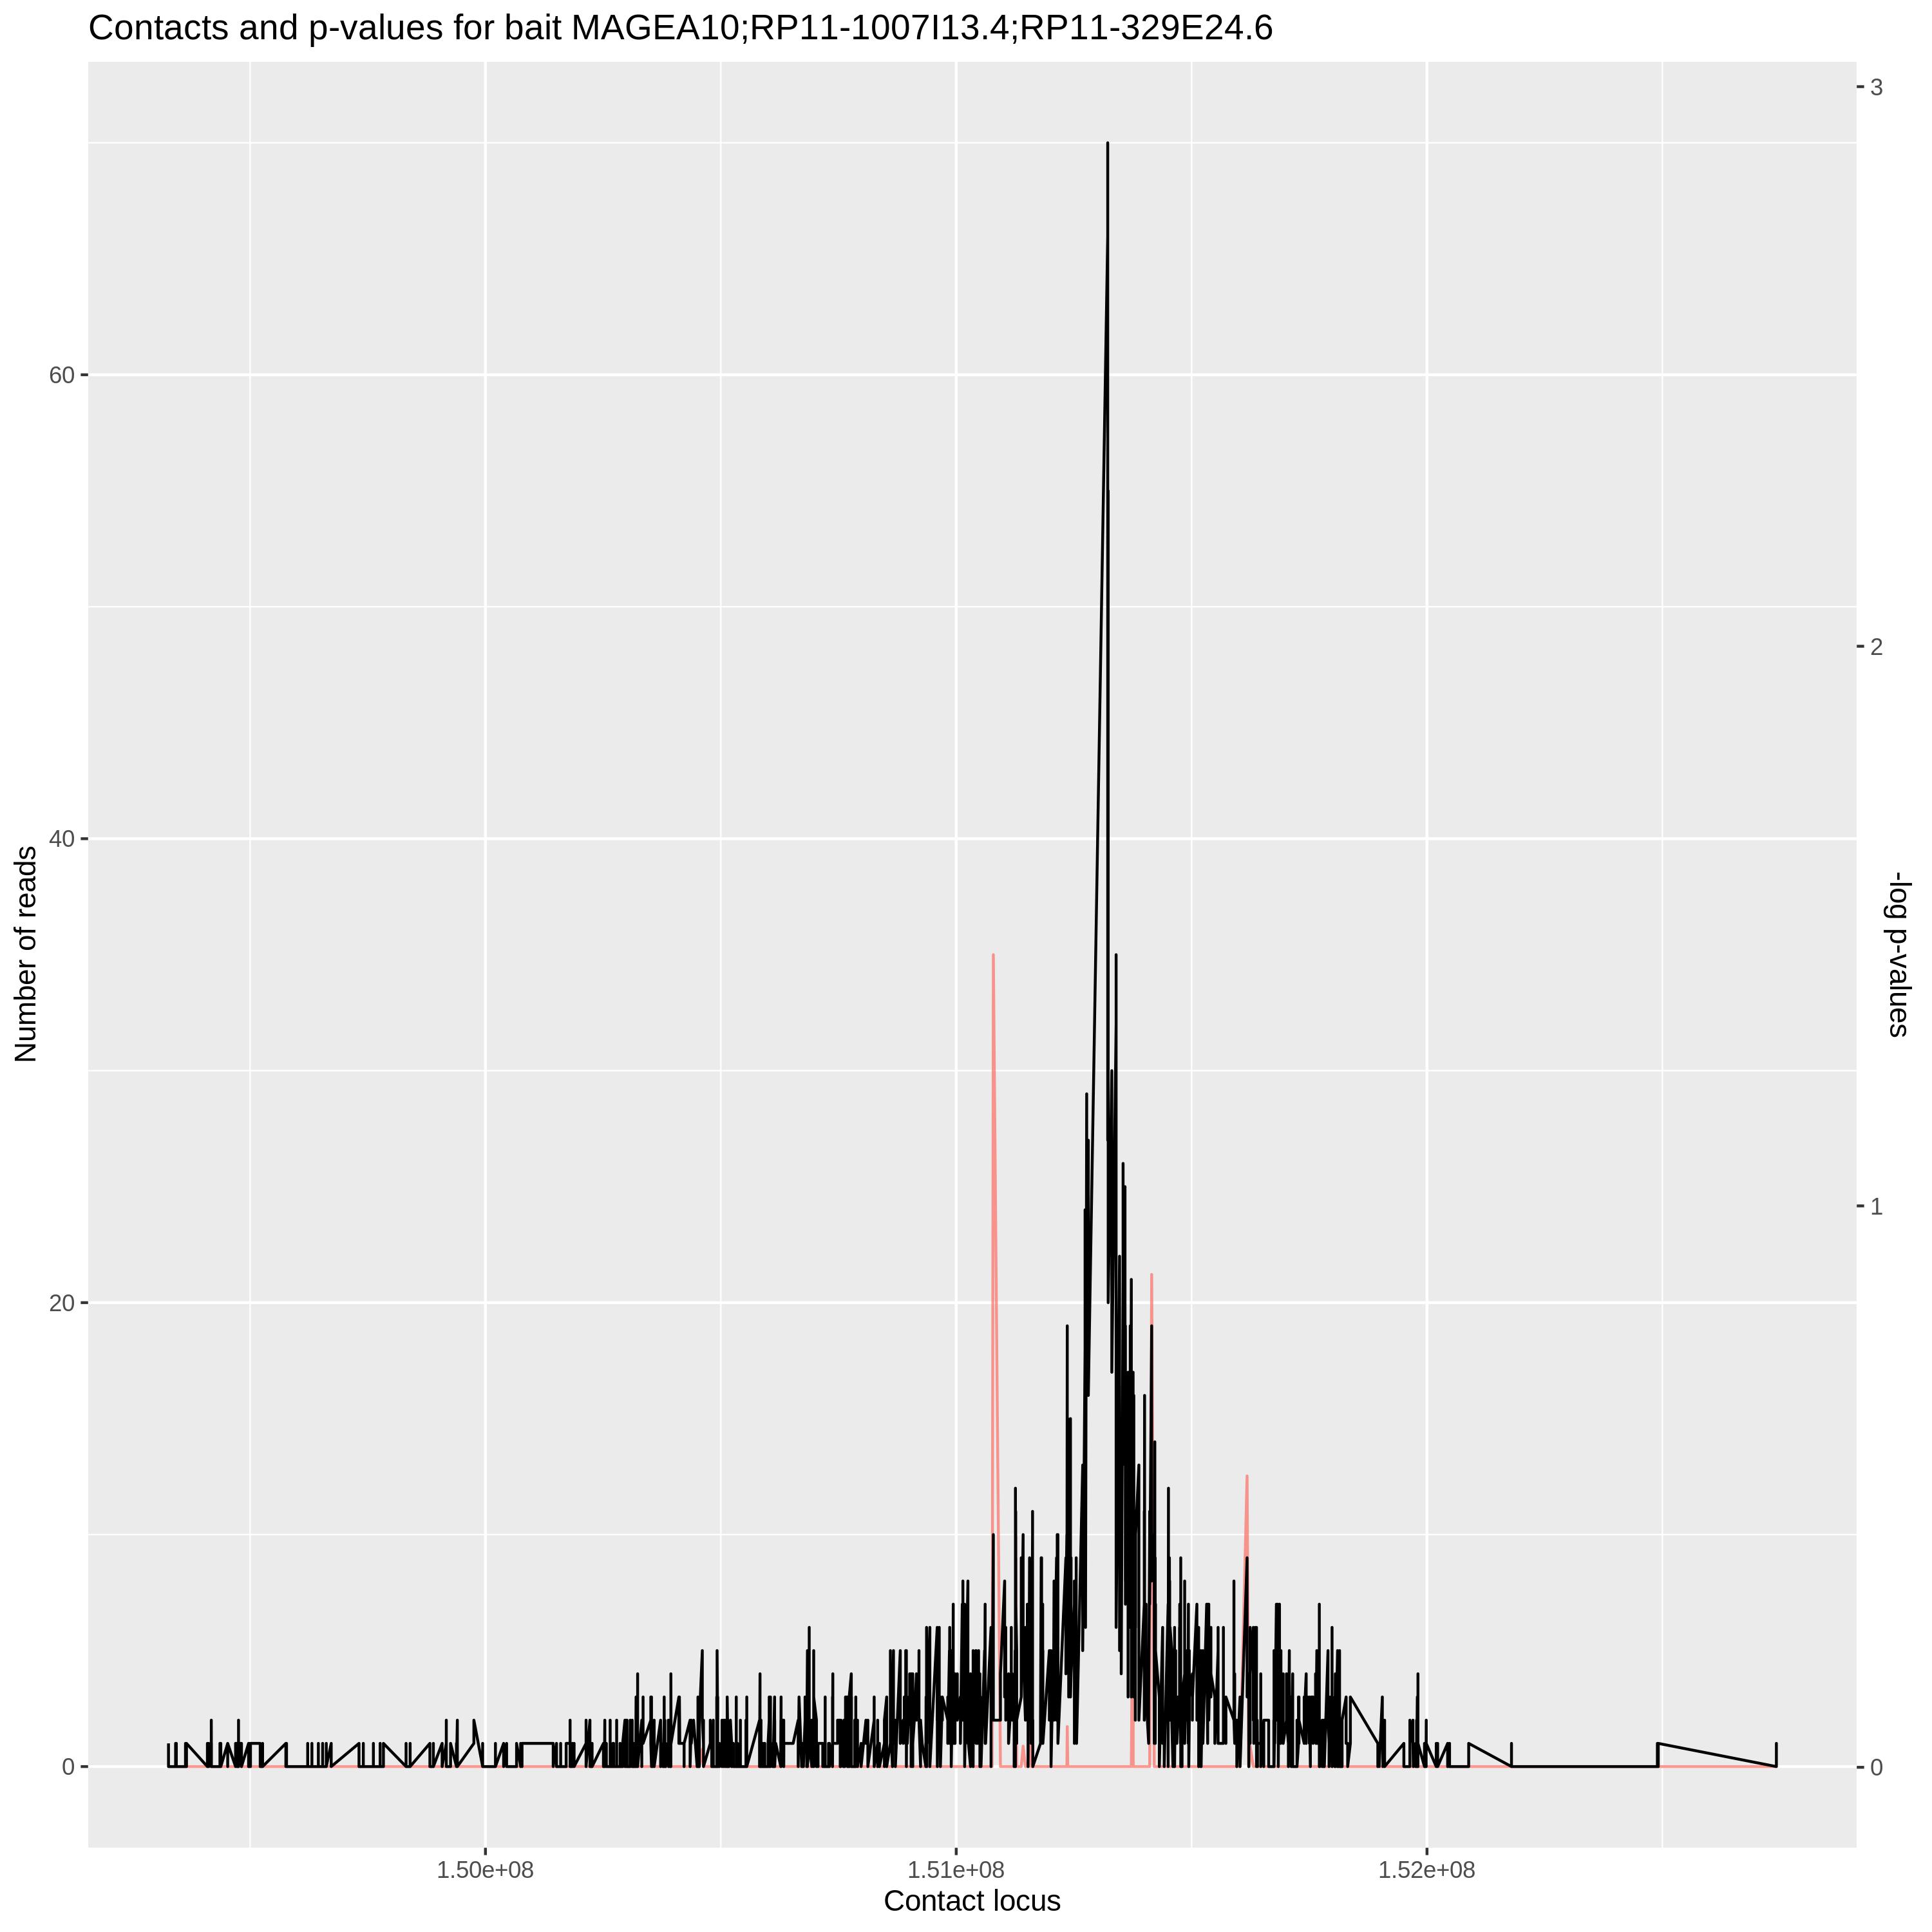 Contacts and p-values for bait MAGEA10;RP11-1007I13.4;RP11-329E24.6
3
60
2
40
Number of reads
-log p-values
1
20
0
0
1.50e+08
1.51e+08
1.52e+08
Contact locus